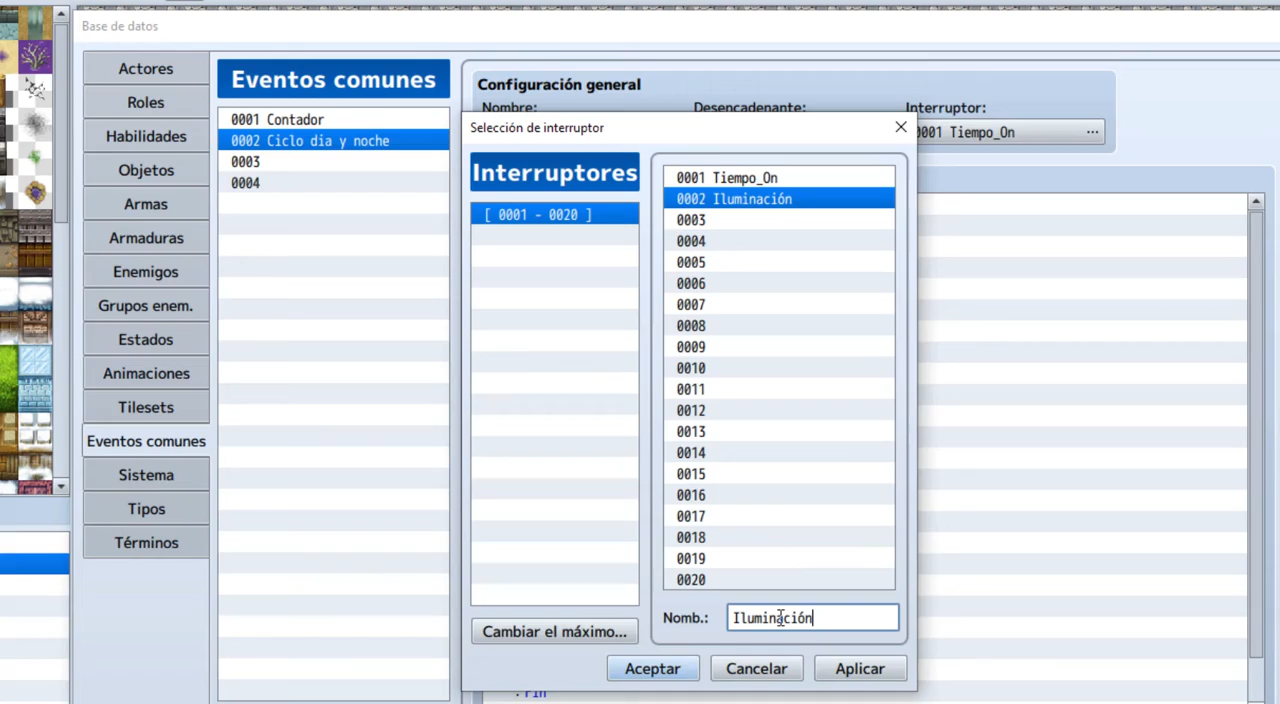 Base de datos
Actores
Roles
Habilidades
Objetos
Armas
Armaduras
Enemigos
Grupos enem.
Estados
Animaciones
Tilesets
Eventos comunes
Sistema
Tipos
Términos
Eventos comunes
0001 Contador
0002 Ciclo dia y noche
0003
0004
Configuración general
Nombre:
Desencadenante:
Interruptor:
0001 Tiempo_On
...
Selección de interruptor
Interruptores
[ 0001 - 0020 ]
Cambiar el máximo...
0001 Tiempo_On
0002 Iluminación
0003
0004
0005
0006
0007
0008
0009
0010
0011
0012
0013
0014
0015
0016
0017
0018
0019
0020
Nomb.: Iluminación
Aceptar
Cancelar
Aplicar
: Fin